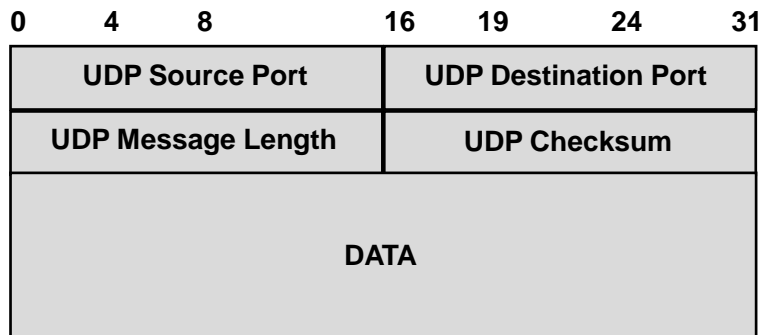 0 4 8 16 19 24 31
UDP Source Port UDP Destination Port
UDP Message Length UDP Checksum
DATA